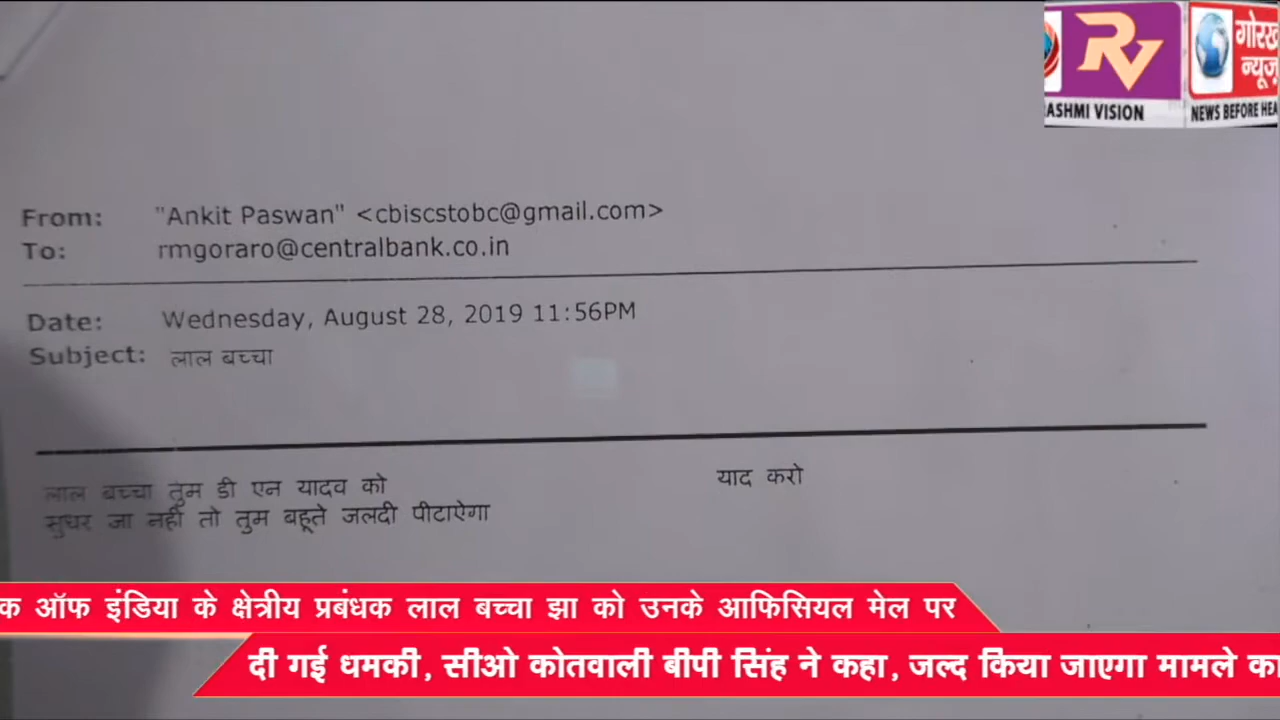 RV
ASHMI VISION
गोरख
न्यूज़
NEWS BEFORE HEA
From: "Ankit Paswan" <cbiscstobc@gmail.com>
To: rmgoraro@centralbank.co.in
Date: Wednesday, August 28, 2019 11:56PM
Subject: लाल बच्चा
लाल बच्चा तुम डी एन यादव को याद करो
सुधर जा नही तो तुम बहूते जलदी पीटाऐगा
क ऑफ इंडिया के क्षेत्रीय प्रबंधक लाल बच्चा झा को उनके आफिसियल मेल पर
दी गई धमकी, सीओ कोतवाली बीपी सिंह ने कहा, जल्द किया जाएगा मामले का